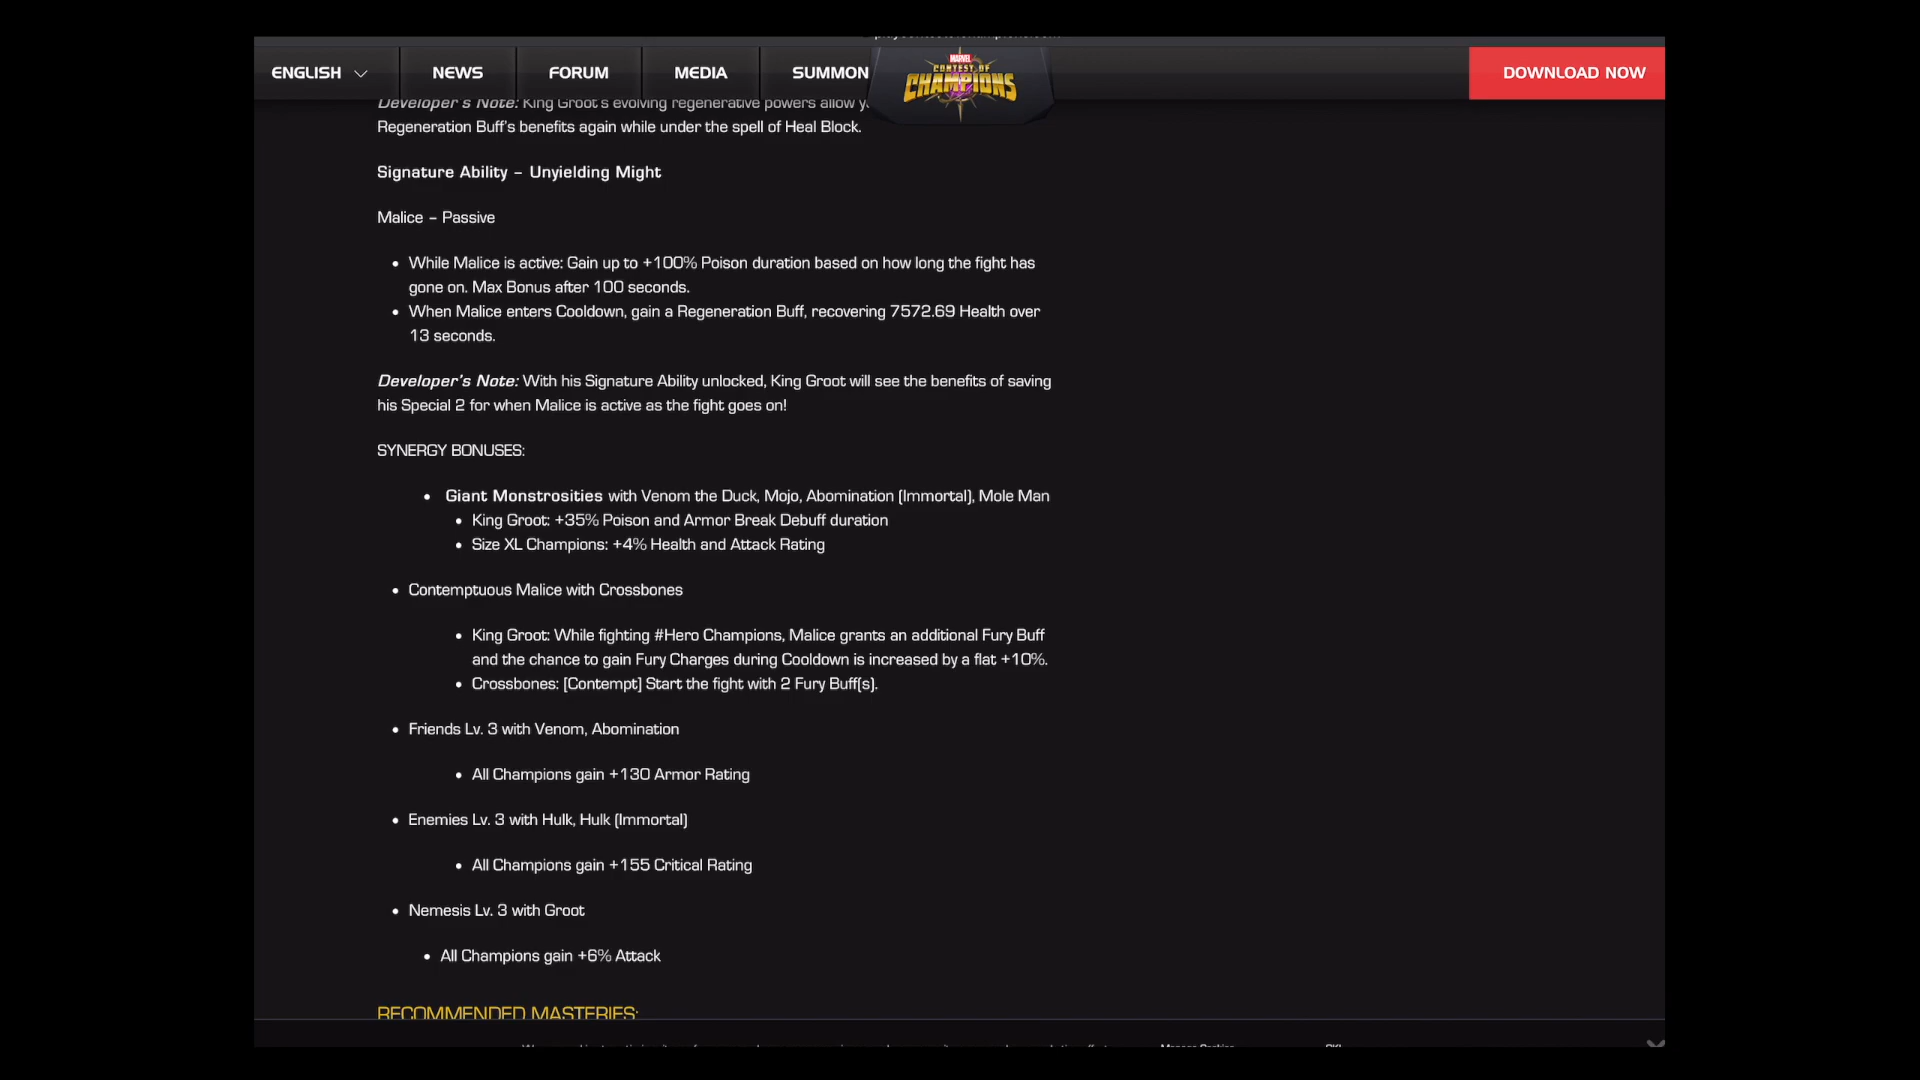 ENGLISH
NEWS
FORUM
MEDIA
SUMMON
MARVEL
CONTEST OF
CHAMPIONS
DOWNLOAD NOW
Developer's Note: King Groot's evolving regenerative powers allow
Regeneration Buff's benefits again while under the spell of Heal Block.
Signature Ability – Unyielding Might
Malice – Passive
• While Malice is active: Gain up to +100% Poison duration based on how long the fight has
gone on. Max Bonus after 100 seconds.
• When Malice enters Cooldown, gain a Regeneration Buff, recovering 7572.69 Health over
13 seconds.
Developer's Note: With his Signature Ability unlocked, King Groot will see the benefits of saving
his Special 2 for when Malice is active as the fight goes on!
SYNERGY BONUSES:
• Giant Monstrosities with Venom the Duck, Mojo, Abomination (Immortal), Mole Man
• King Groot: +35% Poison and Armor Break Debuff duration
• Size XL Champions: +4% Health and Attack Rating
• Contemptuous Malice with Crossbones
• King Groot: While fighting #Hero Champions, Malice grants an additional Fury Buff
and the chance to gain Fury Charges during Cooldown is increased by a flat +10%.
• Crossbones: [Contempt] Start the fight with 2 Fury Buff(s).
• Friends Lv. 3 with Venom, Abomination
• All Champions gain +130 Armor Rating
• Enemies Lv. 3 with Hulk, Hulk (Immortal)
• All Champions gain +155 Critical Rating
• Nemesis Lv. 3 with Groot
• All Champions gain +6% Attack
RECOMMENDED MASTERIES: